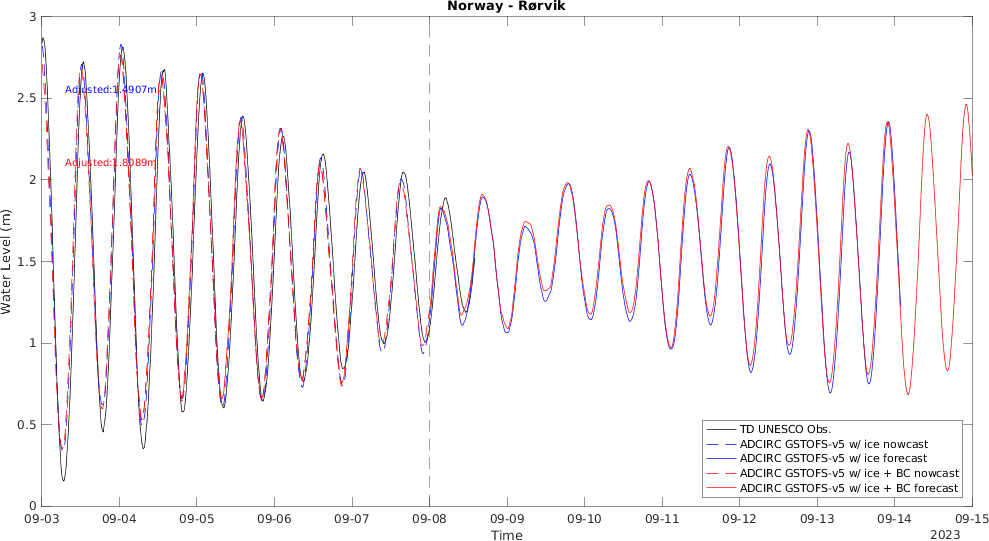 Norway - Rørvik
3
2.5
2
1.5
1
0.5
0
Water Level (m)
Adjusted:1.4907m
Adjusted:1.8089m
TD UNESCO Obs.
ADCIRC GSTOFS-v5 w/ ice nowcast
ADCIRC GSTOFS-v5 w/ ice forecast
ADCIRC GSTOFS-v5 w/ ice + BC nowcast
ADCIRC GSTOFS-v5 w/ ice + BC forecast
09-03 09-04 09-05 09-06 09-07 09-08 09-09 09-10 09-11 09-12 09-13 09-14 09-15
Time
2023